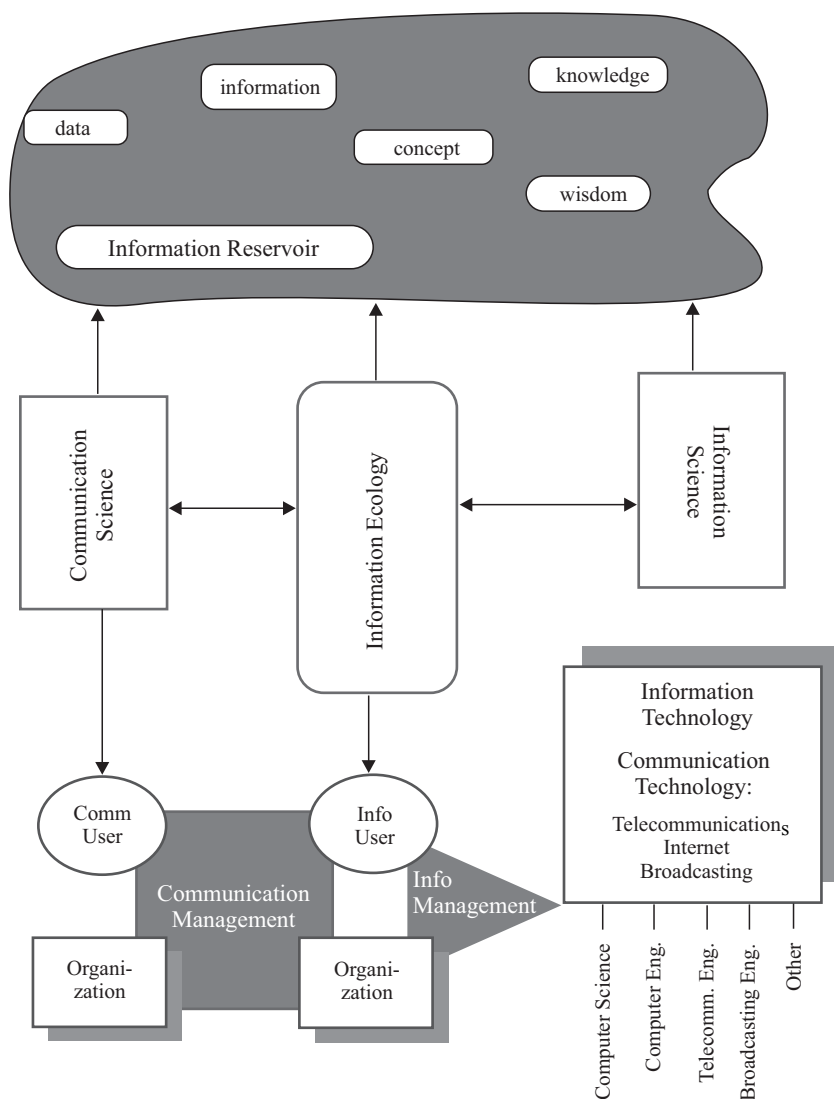 information
knowledge
data
concept
wisdom
Information Reservoir
Communication
Science
Information Ecology
Information
Science
Information
Technology
Communication
Technology:
Telecommunications
Internet
Broadcasting
Comm
User
Info
User
Communication
Management
Info
Management
Organi-
zation
Organi-
zation
Computer Science
Computer Eng.
Telecomm. Eng.
Broadcasting Eng.
Other